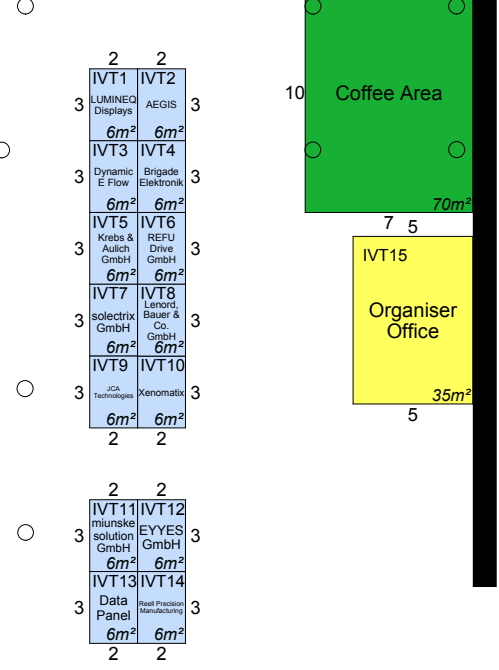 2 2
IVT1 IVT2
3 LUMINEQ Displays AEGIS 3
6m² 6m²
IVT3 IVT4
3 Dynamic E Flow Brigade Elektronik 3
6m² 6m²
IVT5 IVT6
3 Krebs & Aulich GmbH REFU Drive GmbH 3
6m² 6m²
IVT7 IVT8
3 solectrix GmbH Lenord, Bauer & Co. GmbH 3
6m² 6m²
IVT9 IVT10
3 JCA Technologies Xenomatix 3
6m² 6m²
2 2
2 2
IVT11 IVT12
3 miunske solution GmbH EYYES GmbH 3
6m² 6m²
IVT13 IVT14
3 Data Panel Reell Precision Manufacturing 3
6m² 6m²
2 2
10 Coffee Area
70m²
7 5
IVT15
Organiser
Office
35m²
5